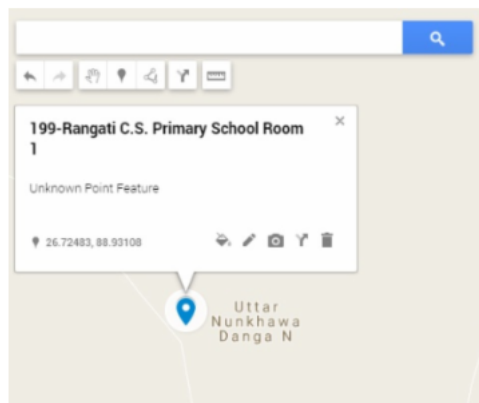 199-Rangati C.S. Primary School Room
1
Unknown Point Feature
26.72483, 88.93108
Uttar
Nunkhawa
Danga N